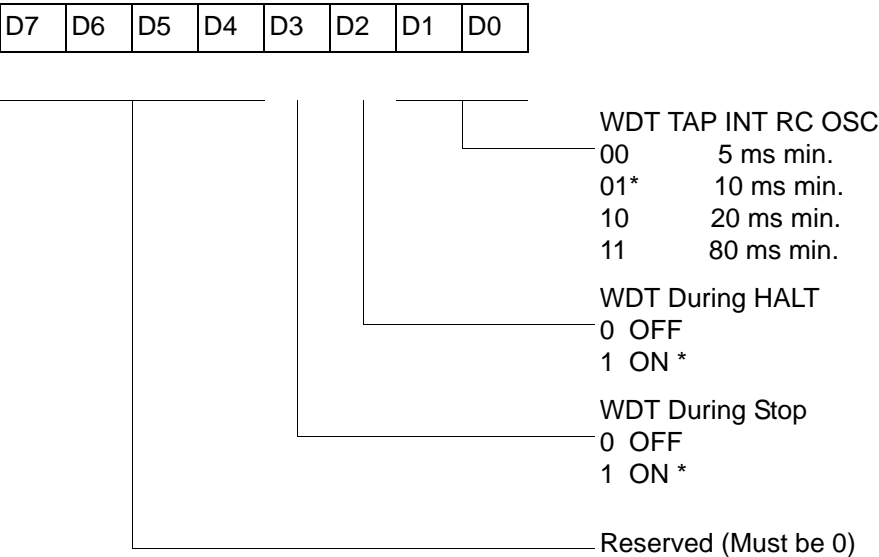 D7 D6 D5 D4 D3 D2 D1 D0
WDT TAP INT RC OSC
00 5 ms min.
01* 10 ms min.
10 20 ms min.
11 80 ms min.
WDT During HALT
0 OFF
1 ON *
WDT During Stop
0 OFF
1 ON *
Reserved (Must be 0)